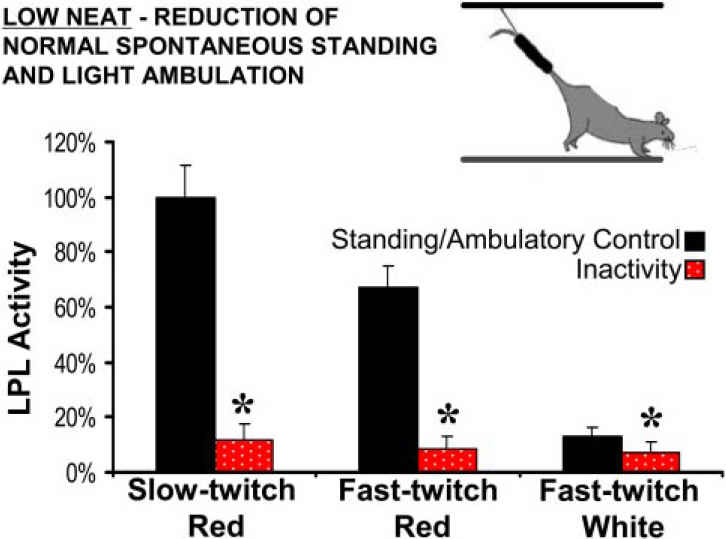 LOW NEAT - REDUCTION OF
NORMAL SPONTANEOUS STANDING
AND LIGHT AMBULATION
120%
100%
80%
60%
40%
20%
0%
LPL Activity
Standing/Ambulatory Control
Inactivity
*
*
*
Slow-twitch
Red
Fast-twitch
Red
Fast-twitch
White